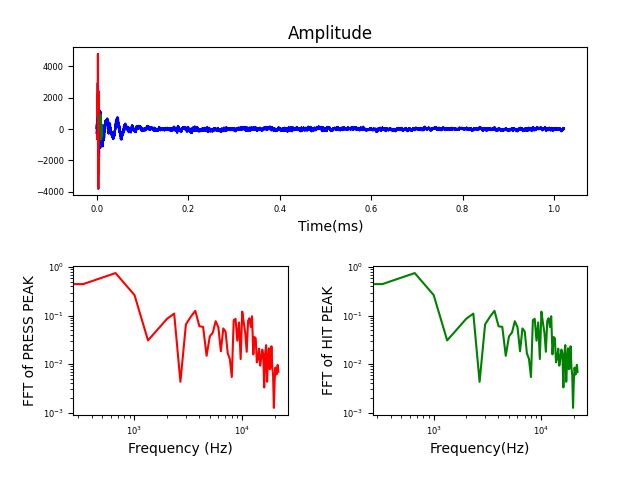 Amplitude
4000
2000
0
−2000
−4000
0.0 0.2 0.4 0.6 0.8 1.0
Time(ms)
FFT of PRESS PEAK
10⁰
10⁻¹
10⁻²
10⁻³
10³ 10⁴
Frequency (Hz)
FFT of HIT PEAK
10⁰
10⁻¹
10⁻²
10⁻³
10³ 10⁴
Frequency(Hz)